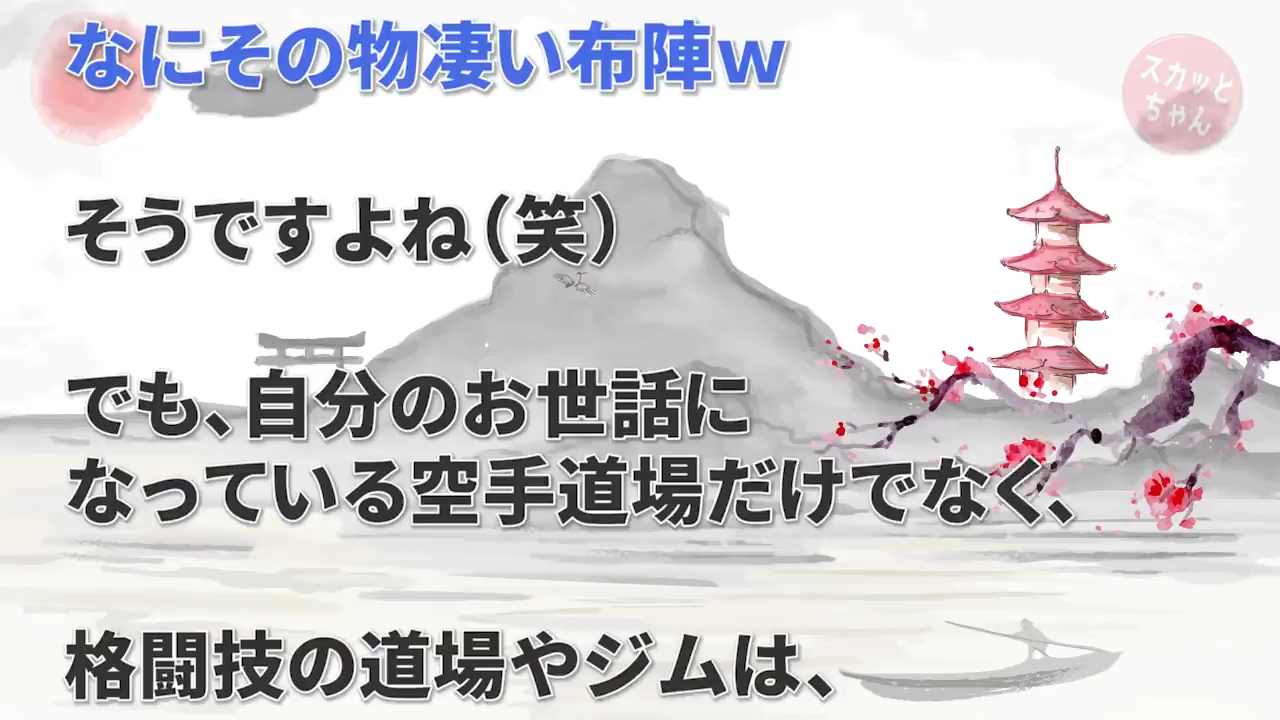 なにその物凄い布陣ｗ
スカッと
ちゃん
そうですよね（笑）
でも、自分のお世話に
なっている空手道場だけでなく、
格闘技の道場やジムは、